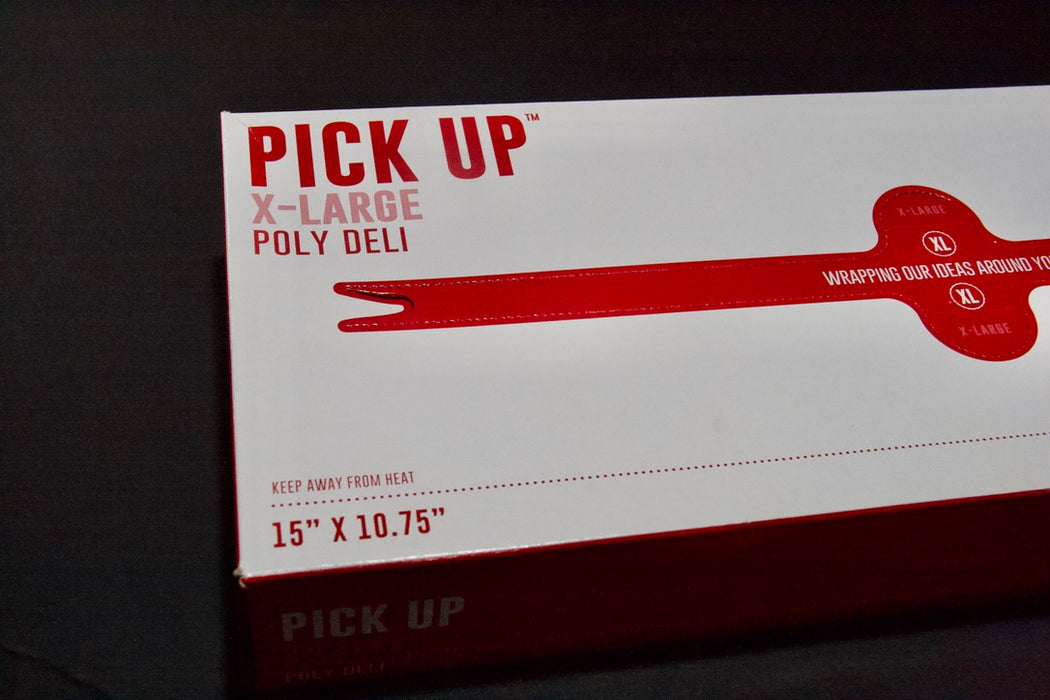 PICK UP™
X-LARGE
POLY DELI
X-LARGE
XL
WRAPPING OUR IDEAS AROUND
XL
X-LARGE
KEEP AWAY FROM HEAT
15” X 10.75”
PICK UP
POLY DELI